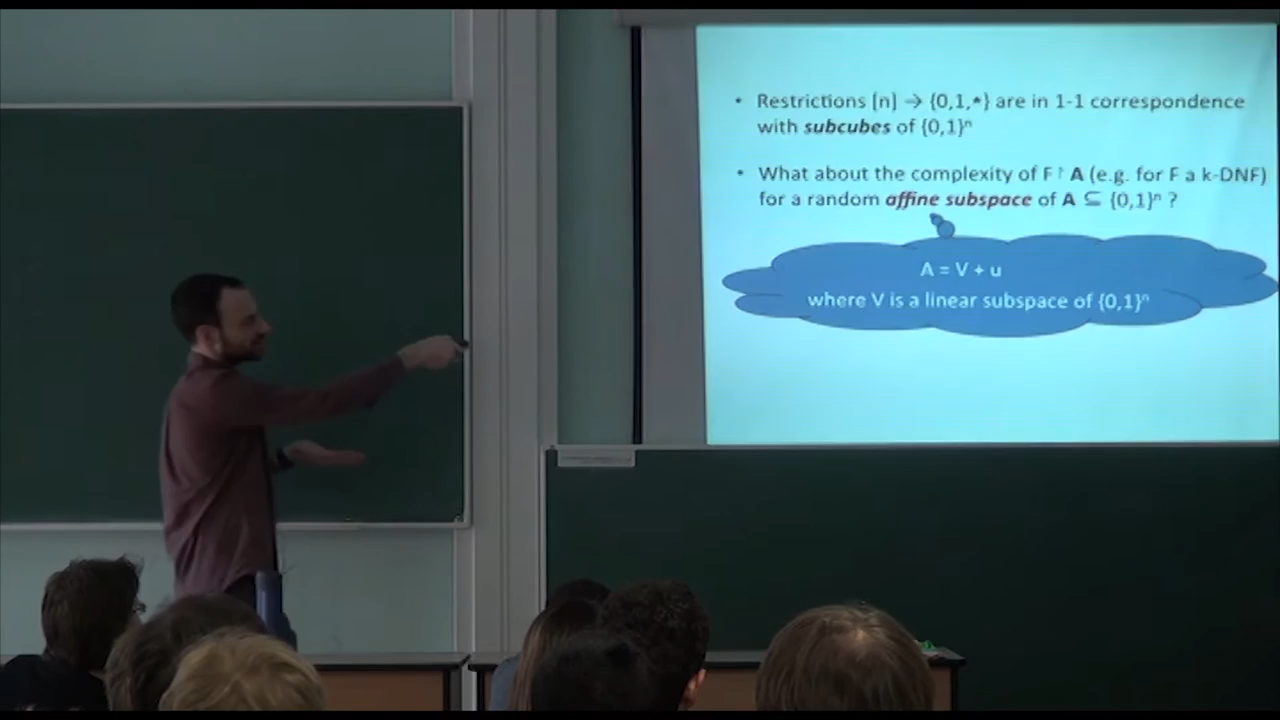 • Restrictions [n] → {0,1,*} are in 1-1 correspondence
with subcubes of {0,1}ⁿ
• What about the complexity of F↾A (e.g. for F a k-DNF)
for a random affine subspace of A ⊆ {0,1}ⁿ ?
A = V + u
where V is a linear subspace of {0,1}ⁿ